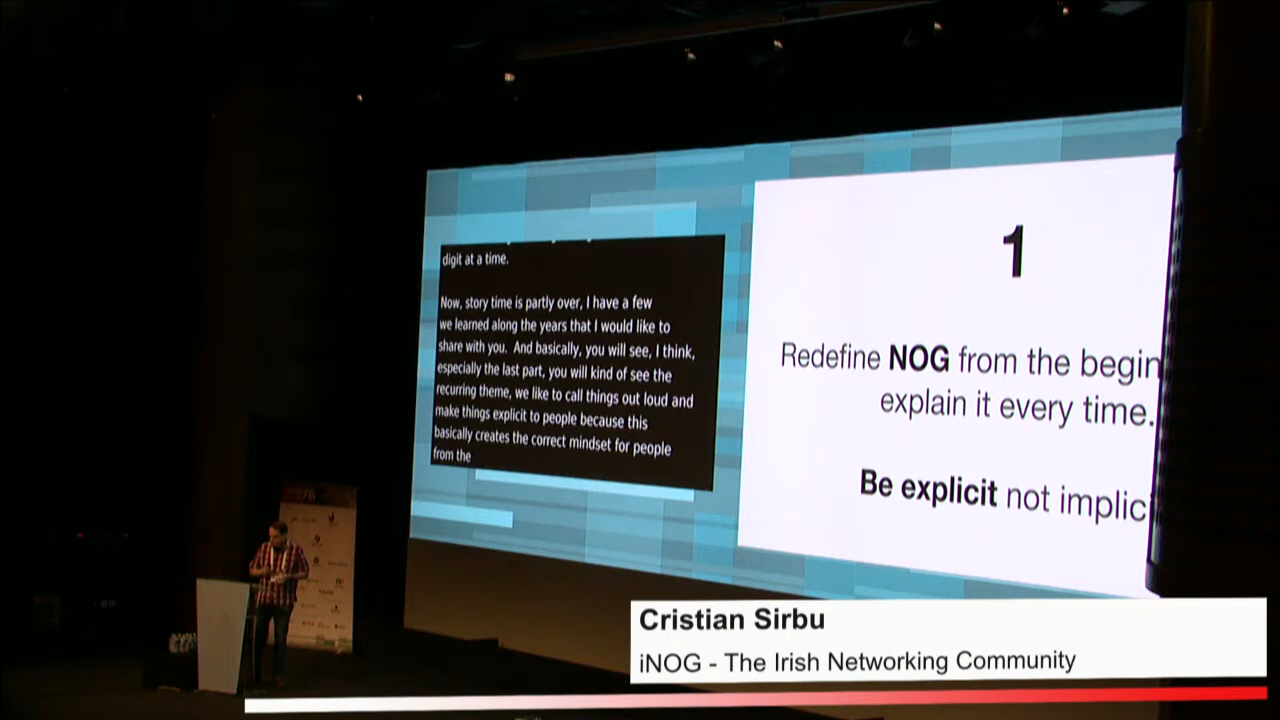 digit at a time.
Now, story time is partly over, I have a few
we learned along the years that I would like to
share with you. And basically, you will see, I think,
especially the last part, you will kind of see the
recurring theme, we like to call things out loud and
make things explicit to people because this
basically creates the correct mindset for people
from the
1
Redefine NOG from the begin
explain it every time.
Be explicit not implic
76
Cristian Sirbu
iNOG - The Irish Networking Community